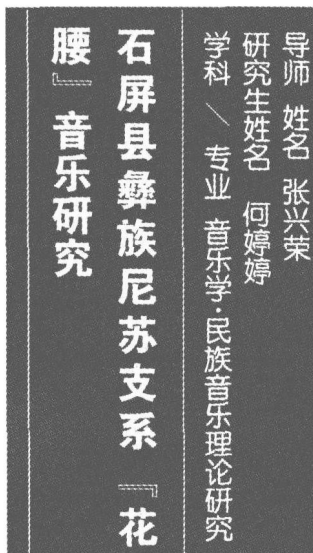 导师 姓名 张兴荣
研究生姓名 何婷婷
学科 \ 专业 音乐学·民族音乐理论研究
石屏县彝族尼苏支系『花
腰』音乐研究